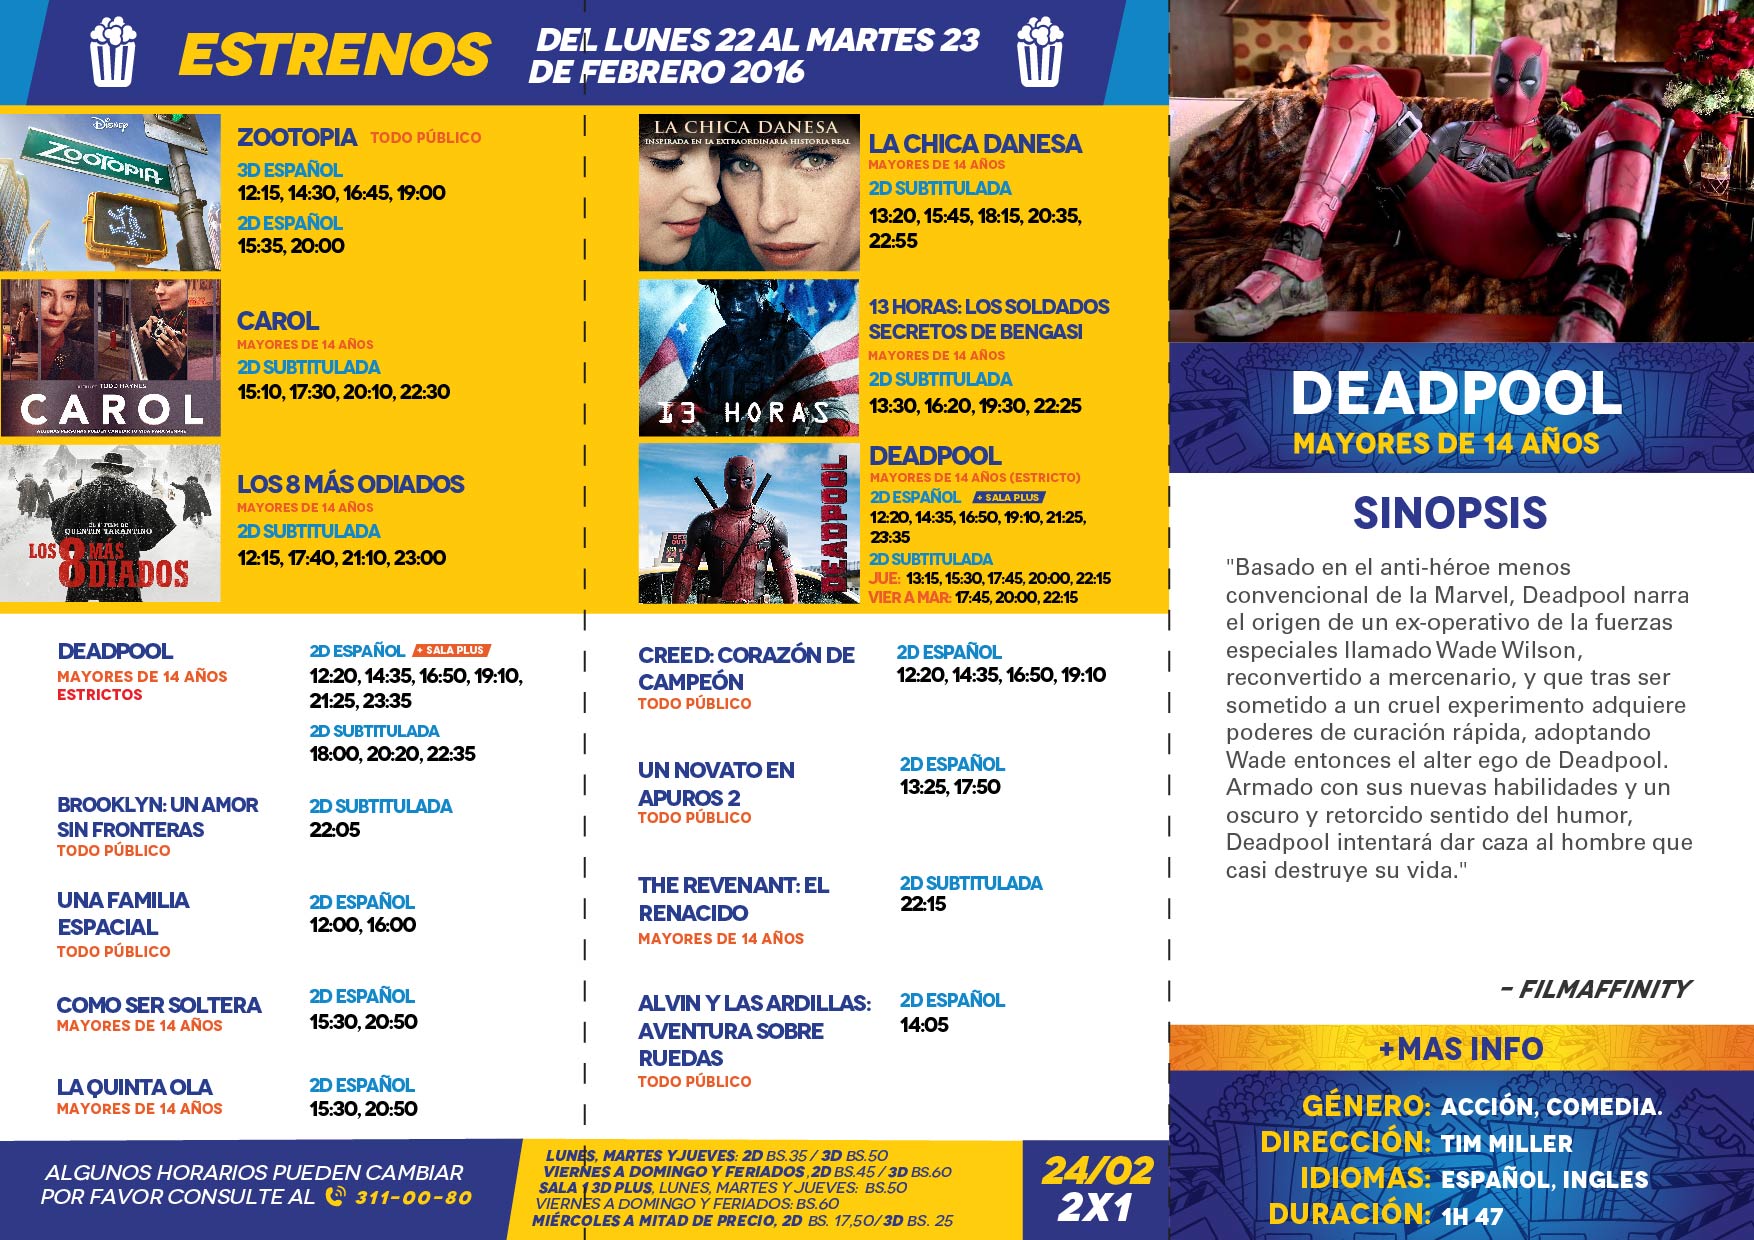 ESTRENOS
DEL LUNES 22 AL MARTES 23
DE FEBRERO 2016
DISNEY
ZOOTOPIA
ZOOTOPIA TODO PÚBLICO
3D ESPAÑOL
12:15, 14:30, 16:45, 19:00
2D ESPAÑOL
15:35, 20:00
CAROL
CAROL
MAYORES DE 14 AÑOS
2D SUBTITULADA
15:10, 17:30, 20:10, 22:30
QUENTIN TARANTINO
LOS 8 MÁS ODIADOS
LOS 8 MÁS ODIADOS
MAYORES DE 14 AÑOS
2D SUBTITULADA
12:15, 17:40, 21:10, 23:00
LA CHICA DANESA
INSPIRADA EN LA EXTRAORDINARIA HISTORIA REAL
LA CHICA DANESA
MAYORES DE 14 AÑOS
2D SUBTITULADA
13:20, 15:45, 18:15, 20:35,
22:55
13 HORAS
13 HORAS: LOS SOLDADOS
SECRETOS DE BENGASI
MAYORES DE 14 AÑOS
2D SUBTITULADA
13:30, 16:20, 19:30, 22:25
DEADPOOL
DEADPOOL
MAYORES DE 14 AÑOS (ESTRICTO)
2D ESPAÑOL + SALA PLUS
12:20, 14:35, 16:50, 19:10, 21:25,
23:35
2D SUBTITULADA
JUE: 13:15, 15:30, 17:45, 20:00, 22:15
VIER A MAR: 17:45, 20:00, 22:15
DEADPOOL
MAYORES DE 14 AÑOS
ESTRICTOS
2D ESPAÑOL + SALA PLUS
12:20, 14:35, 16:50, 19:10,
21:25, 23:35
2D SUBTITULADA
18:00, 20:20, 22:35
BROOKLYN: UN AMOR
SIN FRONTERAS
TODO PÚBLICO
2D SUBTITULADA
22:05
UNA FAMILIA
ESPACIAL
TODO PÚBLICO
2D ESPAÑOL
12:00, 16:00
COMO SER SOLTERA
MAYORES DE 14 AÑOS
2D ESPAÑOL
15:30, 20:50
LA QUINTA OLA
MAYORES DE 14 AÑOS
2D ESPAÑOL
15:30, 20:50
CREED: CORAZÓN DE
CAMPEÓN
TODO PÚBLICO
2D ESPAÑOL
12:20, 14:35, 16:50, 19:10
UN NOVATO EN
APUROS 2
TODO PÚBLICO
2D ESPAÑOL
13:25, 17:50
THE REVENANT: EL
RENACIDO
MAYORES DE 14 AÑOS
2D SUBTITULADA
22:15
ALVIN Y LAS ARDILLAS:
AVENTURA SOBRE
RUEDAS
TODO PÚBLICO
2D ESPAÑOL
14:05
ALGUNOS HORARIOS PUEDEN CAMBIAR
POR FAVOR CONSULTE AL 311-00-80
LUNES, MARTES Y JUEVES: 2D BS.35 / 3D BS.50
VIERNES A DOMINGO Y FERIADOS ,2D BS.45 / 3D BS.60
SALA 1 3D PLUS, LUNES, MARTES Y JUEVES: BS.50
VIERNES A DOMINGO Y FERIADOS: BS.60
MIÉRCOLES A MITAD DE PRECIO, 2D BS. 17,50/ 3D BS. 25
24/02
2X1
DEADPOOL
MAYORES DE 14 AÑOS
SINOPSIS
"Basado en el anti-héroe menos
convencional de la Marvel, Deadpool narra
el origen de un ex-operativo de la fuerzas
especiales llamado Wade Wilson,
reconvertido a mercenario, y que tras ser
sometido a un cruel experimento adquiere
poderes de curación rápida, adoptando
Wade entonces el alter ego de Deadpool.
Armado con sus nuevas habilidades y un
oscuro y retorcido sentido del humor,
Deadpool intentará dar caza al hombre que
casi destruye su vida."
- FILMAFFINITY
+MAS INFO
GÉNERO: ACCIÓN, COMEDIA.
DIRECCIÓN: TIM MILLER
IDIOMAS: ESPAÑOL, INGLES
DURACIÓN: 1H 47